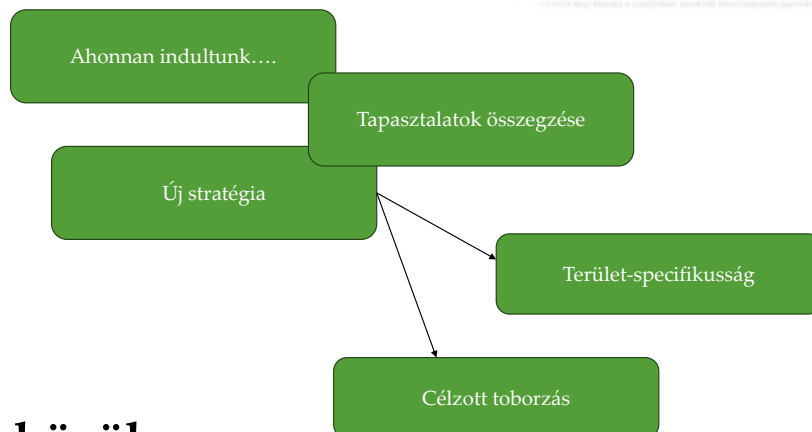 Ahonnan indultunk….
Tapasztalatok összegzése
Új stratégia
Terület-specifikusság
Célzott toborzás